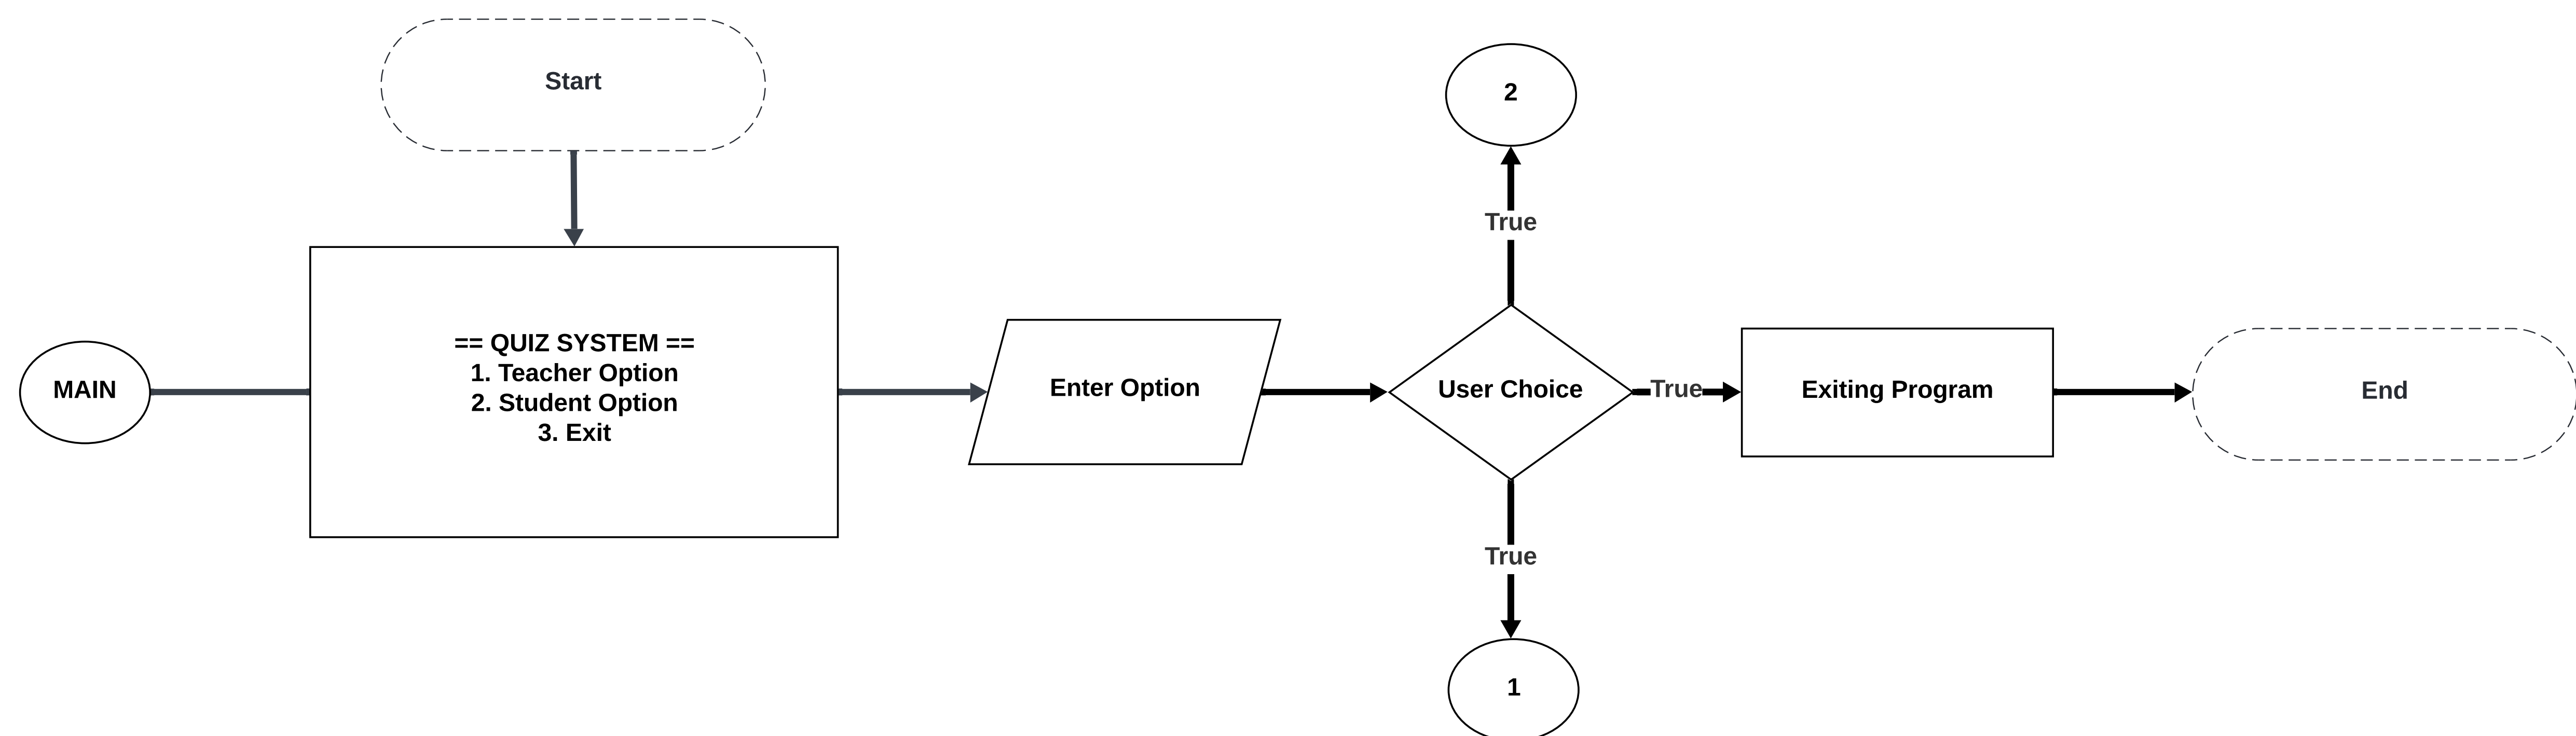 Start
2
True
MAIN
== QUIZ SYSTEM ==
1. Teacher Option
2. Student Option
3. Exit
Enter Option
User Choice
True
Exiting Program
End
True
1